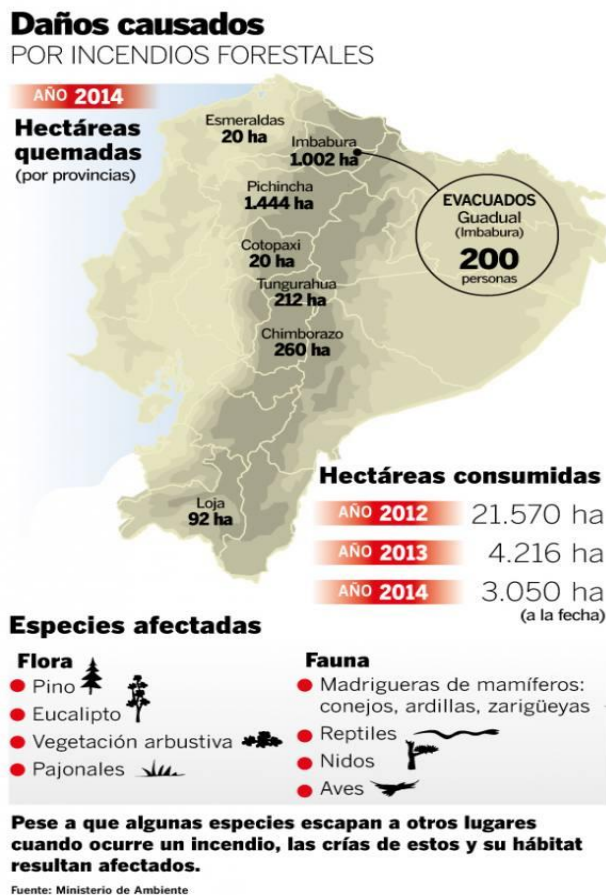 Daños causados
POR INCENDIOS FORESTALES
AÑO 2014
Hectáreas
quemadas
(por provincias)
Esmeraldas
20 ha
Imbabura
1.002 ha
Pichincha
1.444 ha
Cotopaxi
20 ha
Tungurahua
212 ha
Chimborazo
260 ha
Loja
92 ha
EVACUADOS
Guadual
(Imbabura)
200
personas
Hectáreas consumidas
AÑO 2012 21.570 ha
AÑO 2013 4.216 ha
AÑO 2014 3.050 ha
(a la fecha)
Especies afectadas
Flora
Pino
Eucalipto
Vegetación arbustiva
Pajonales
Fauna
Madrigueras de mamíferos:
conejos, ardillas, zarigüeyas
Reptiles
Nidos
Aves
Pese a que algunas especies escapan a otros lugares
cuando ocurre un incendio, las crías de estos y su hábitat
resultan afectados.
Fuente: Ministerio de Ambiente